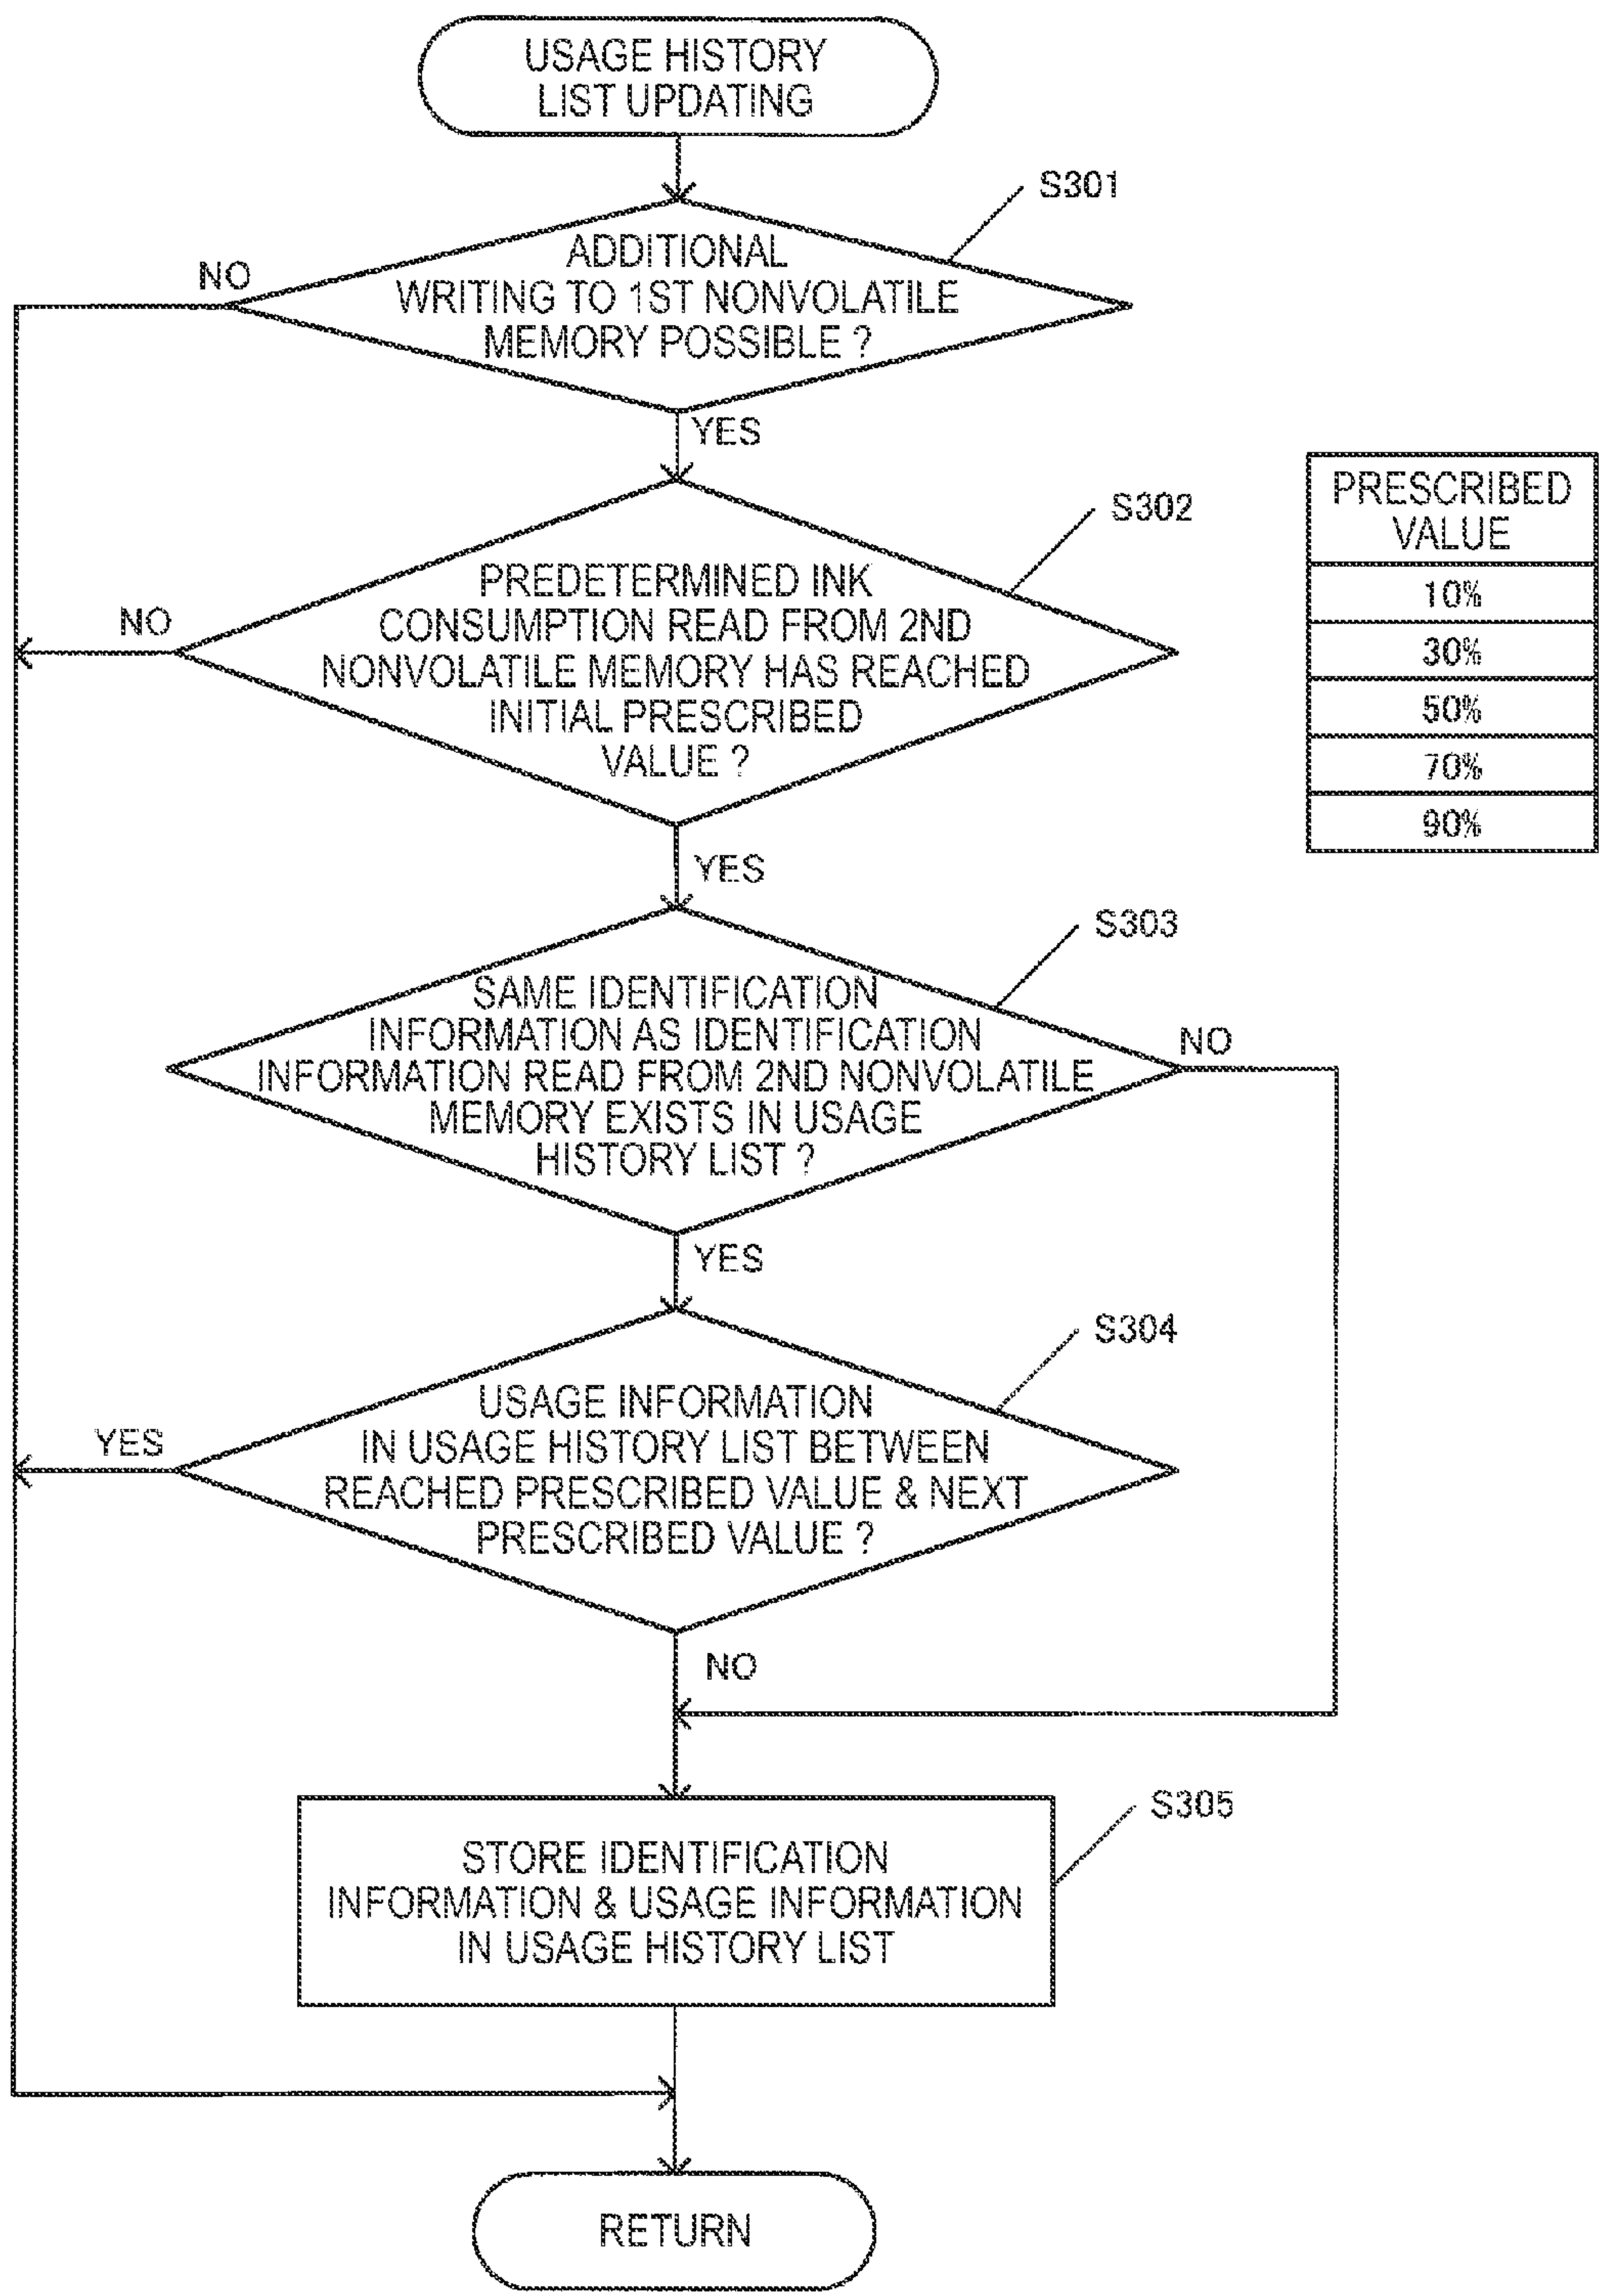 USAGE HISTORY
LIST UPDATING
S301
ADDITIONAL
WRITING TO 1ST NONVOLATILE
MEMORY POSSIBLE ?
NO
YES
S302
PREDETERMINED INK
CONSUMPTION READ FROM 2ND
NONVOLATILE MEMORY HAS REACHED
INITIAL PRESCRIBED
VALUE ?
NO
YES
PRESCRIBED
VALUE
10%
30%
50%
70%
90%
S303
SAME IDENTIFICATION
INFORMATION AS IDENTIFICATION
INFORMATION READ FROM 2ND NONVOLATILE
MEMORY EXISTS IN USAGE
HISTORY LIST ?
NO
YES
S304
USAGE INFORMATION
IN USAGE HISTORY LIST BETWEEN
REACHED PRESCRIBED VALUE & NEXT
PRESCRIBED VALUE ?
YES
NO
S305
STORE IDENTIFICATION
INFORMATION & USAGE INFORMATION
IN USAGE HISTORY LIST
RETURN